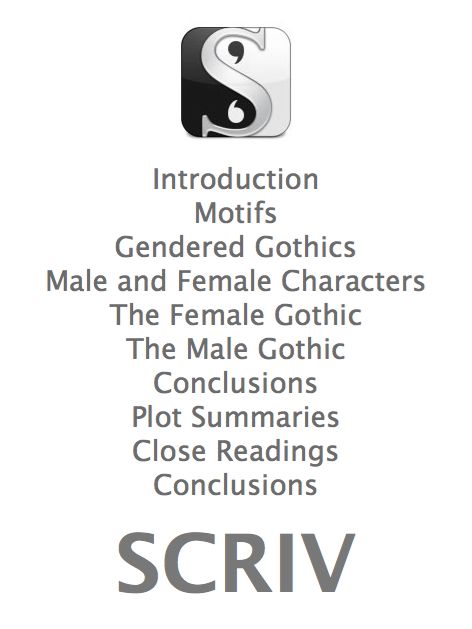 Introduction
Motifs
Gendered Gothics
Male and Female Characters
The Female Gothic
The Male Gothic
Conclusions
Plot Summaries
Close Readings
Conclusions
SCRIV